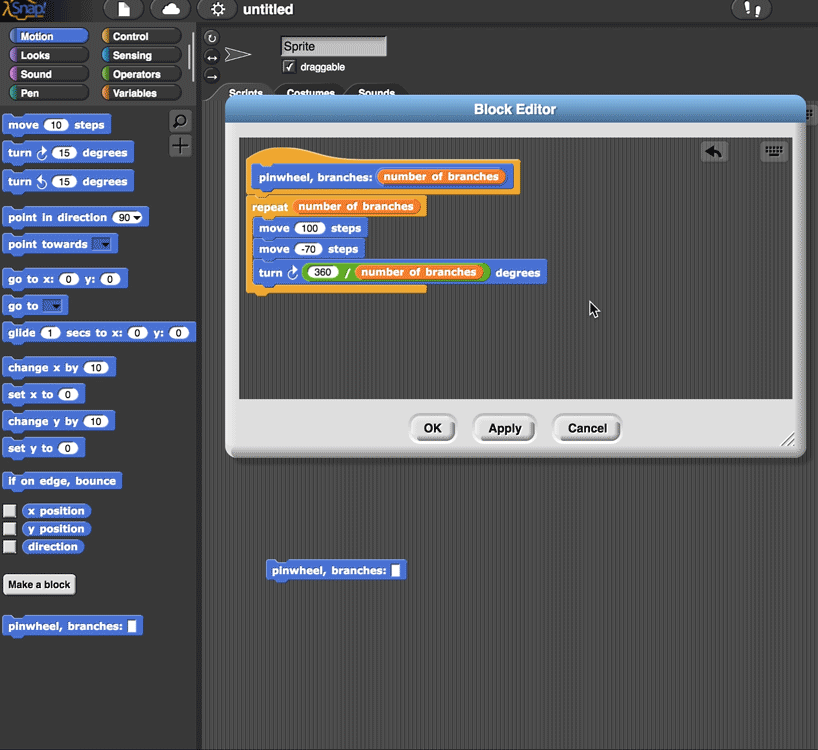 Snap!
untitled
Motion
Control
Looks
Sensing
Sound
Operators
Pen
Variables
Sprite
draggable
Scripts
Costumes
Sounds
move 10 steps
turn 15 degrees
turn 15 degrees
point in direction 90
point towards
go to x: 0 y: 0
go to
glide 1 secs to x: 0 y: 0
change x by 10
set x to 0
change y by 10
set y to 0
if on edge, bounce
x position
y position
direction
Make a block
pinwheel, branches:
Block Editor
pinwheel, branches: number of branches
repeat number of branches
move 100 steps
move -70 steps
turn 360 / number of branches degrees
OK
Apply
Cancel
pinwheel, branches: